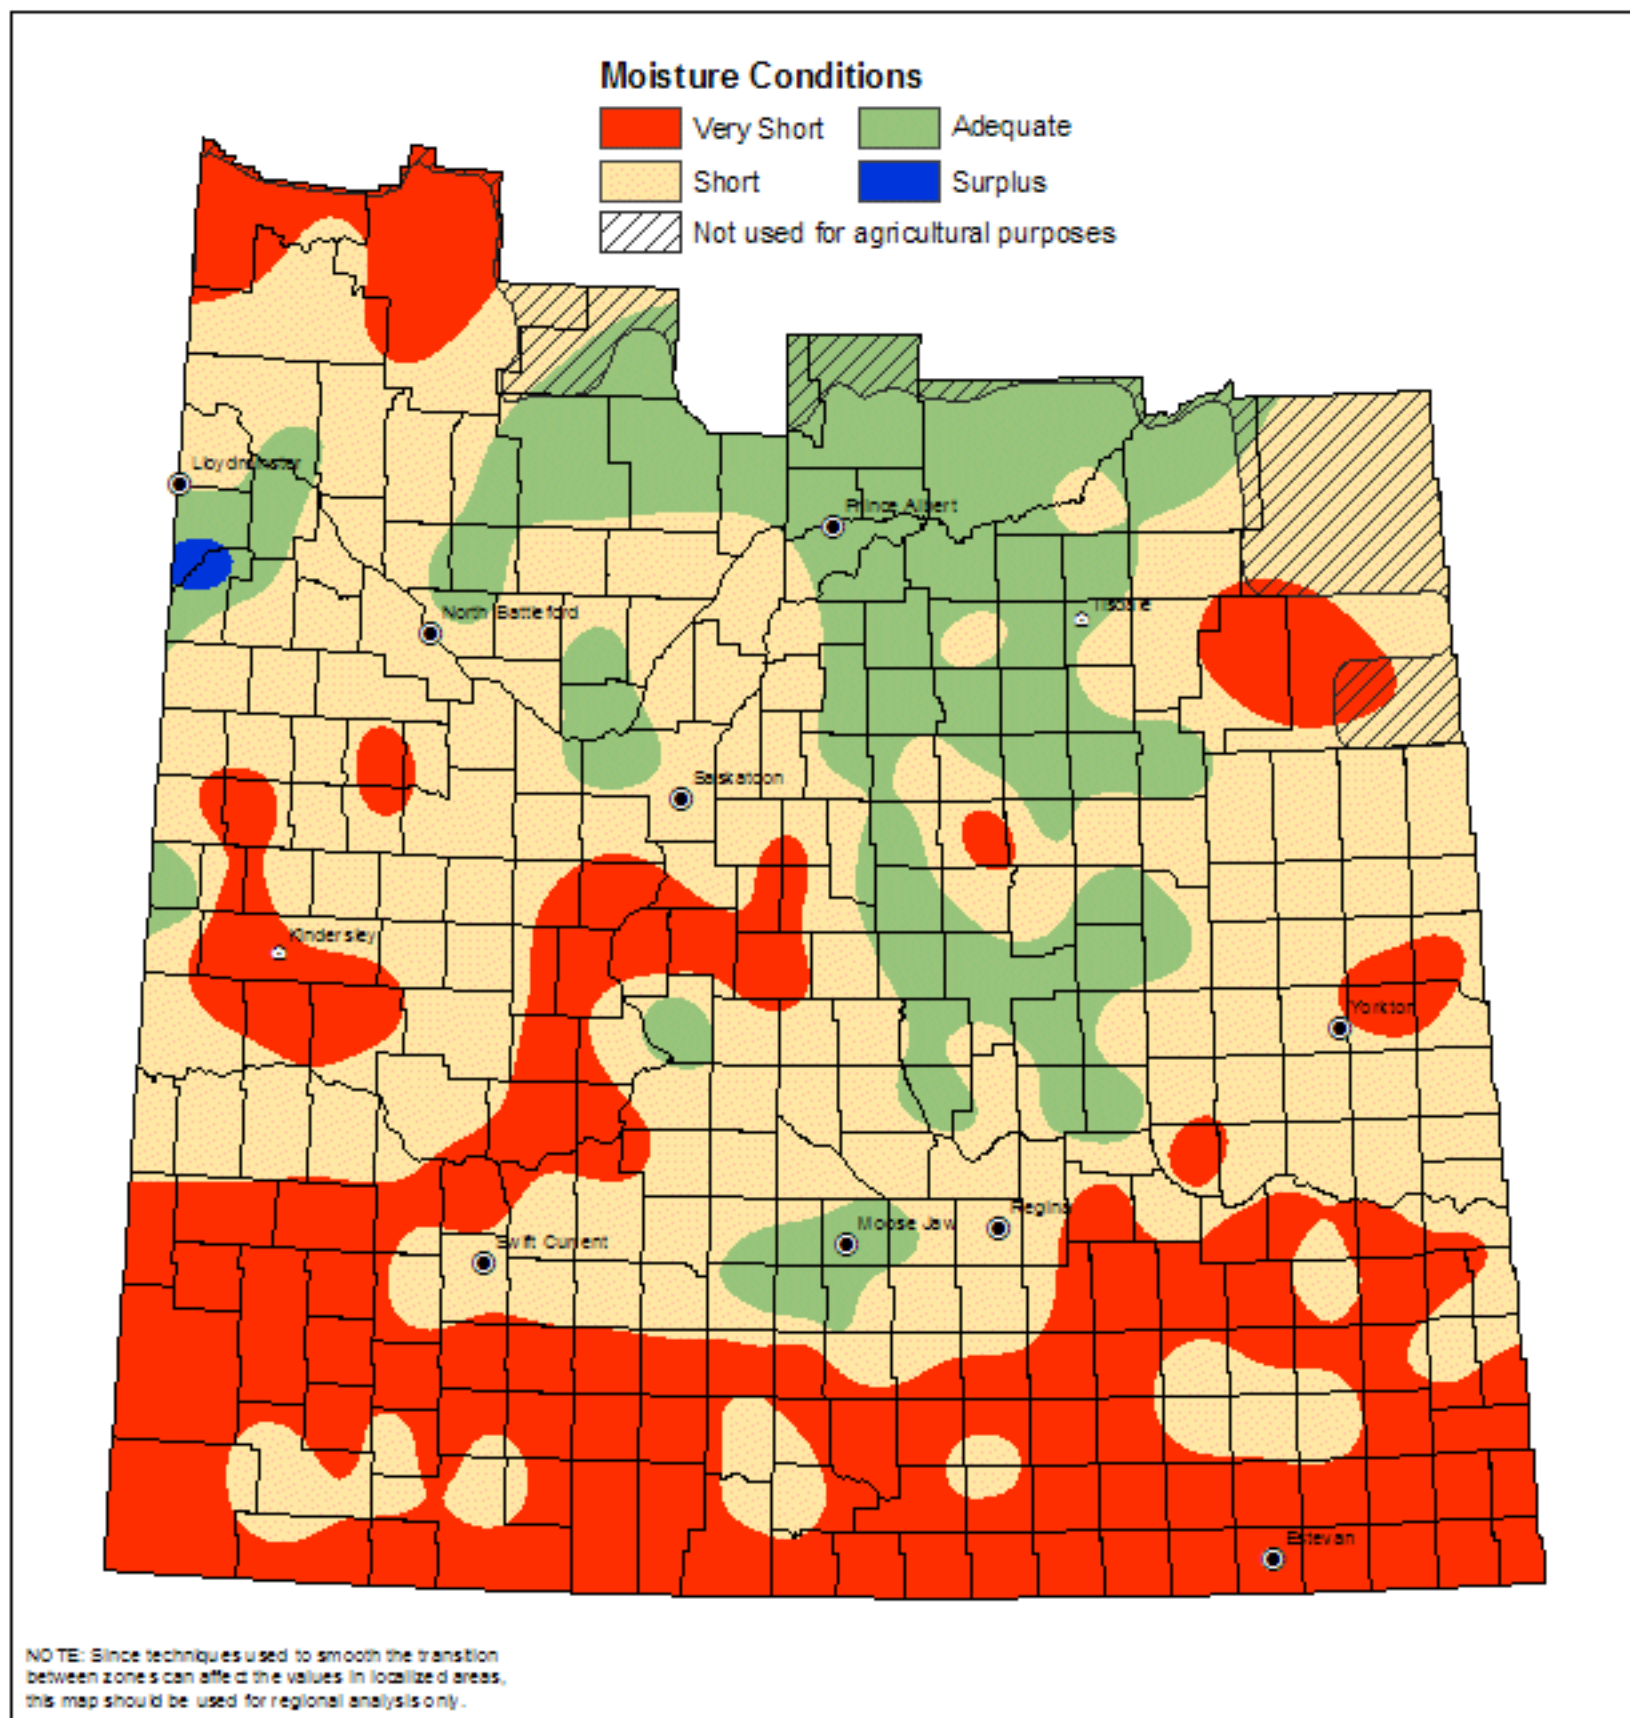 Moisture Conditions
Very Short
Adequate
Short
Surplus
Not used for agricultural purposes
Lloydminster
Prince Albert
Tisdale
North Battleford
Saskatoon
Kindersley
Yorkton
Regina
Moose Jaw
Swift Current
Estevan
NOTE: Since techniques used to smooth the transition
between zones can affect the values in localized areas,
this map should be used for regional analysis only.